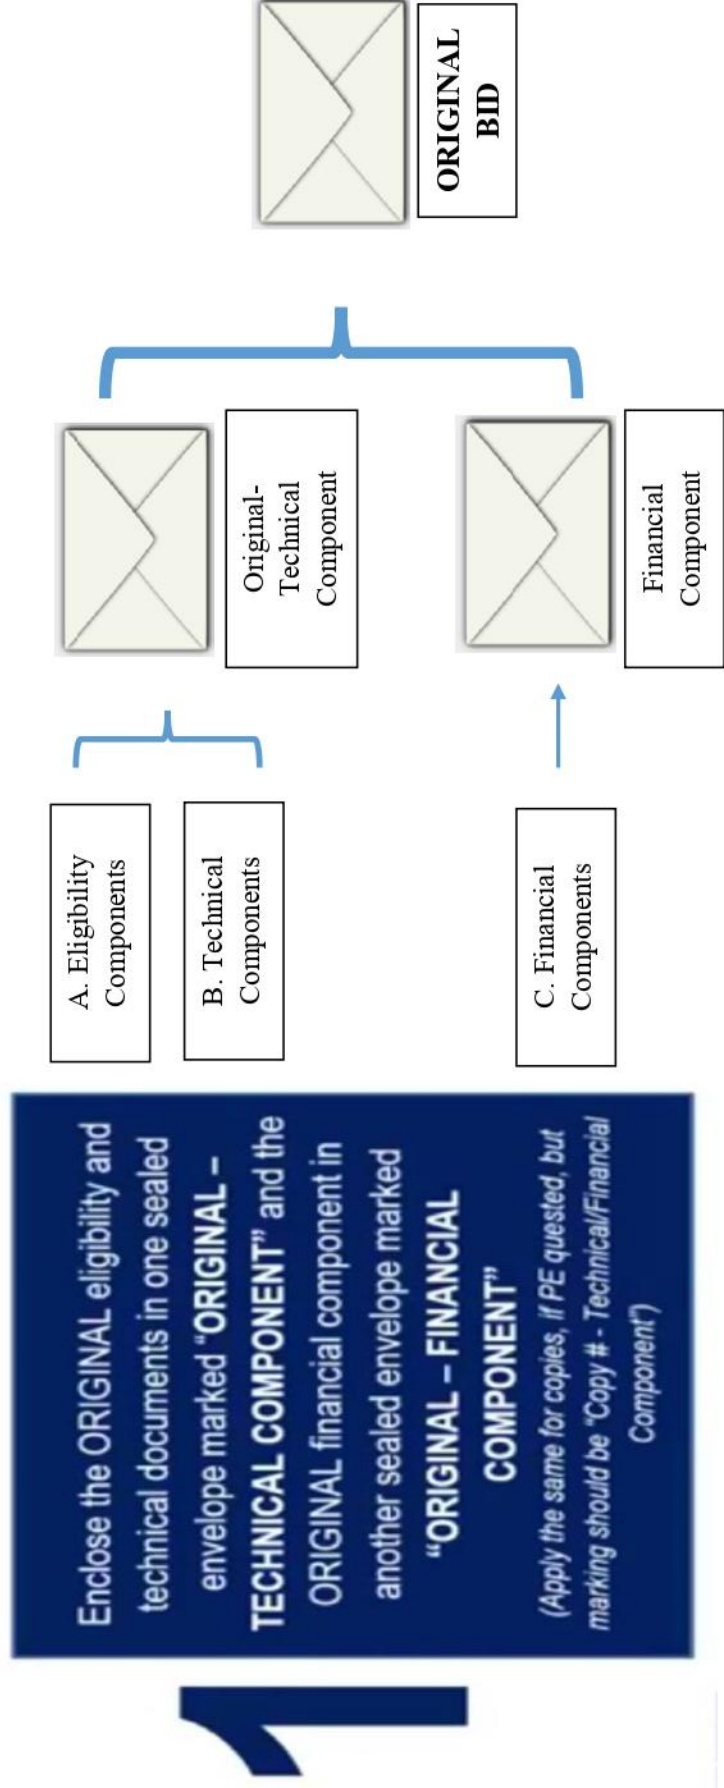 1
Enclose the ORIGINAL eligibility and
technical documents in one sealed
envelope marked “ORIGINAL –
TECHNICAL COMPONENT” and the
ORIGINAL financial component in
another sealed envelope marked
“ORIGINAL – FINANCIAL
COMPONENT”
(Apply the same for copies, if PE quested, but
marking should be “Copy # - Technical/Financial
Component”)
A. Eligibility
Components
B. Technical
Components
C. Financial
Components
Original-
Technical
Component
Financial
Component
ORIGINAL
BID